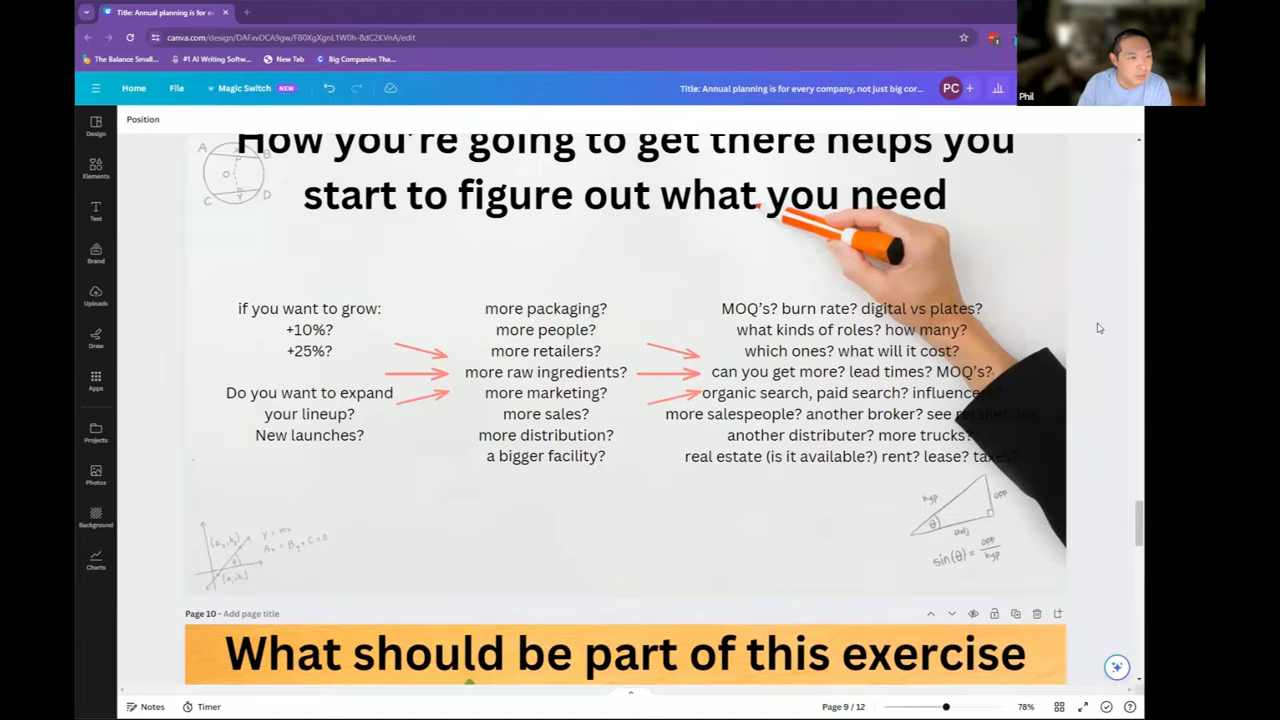 Title: Annual planning is for ev
canva.com/design/DAFxvDCA9gw/F80XgXgnL1W0h-8dC2KVnA/edit
The Balance Small...
#1 AI Writing Softw...
New Tab
Big Companies Tha...
Phil
Home
File
Magic Switch
NEW
Title: Annual planning is for every company, not just big cor...
PC
Position
Design
Elements
Text
Brand
Uploads
Draw
Apps
Projects
Photos
Background
Charts
How you're going to get there helps you
start to figure out what you need
if you want to grow:
+10%?
+25%?
Do you want to expand
your lineup?
New launches?
more packaging?
more people?
more retailers?
more raw ingredients?
more marketing?
more sales?
more distribution?
a bigger facility?
MOQ's? burn rate? digital vs plates?
what kinds of roles? how many?
which ones? what will it cost?
can you get more? lead times? MOQ's?
organic search, paid search?
more salespeople? another broker? see
another distributer? more trucks?
real estate (is it available?) rent? lease?
A
B
O
C
D
y = mx
hyp
opp
θ
adj
sin(θ) = opp
hyp
Page 10 - Add page title
What should be part of this exercise
Notes
Timer
Page 9 / 12
78%